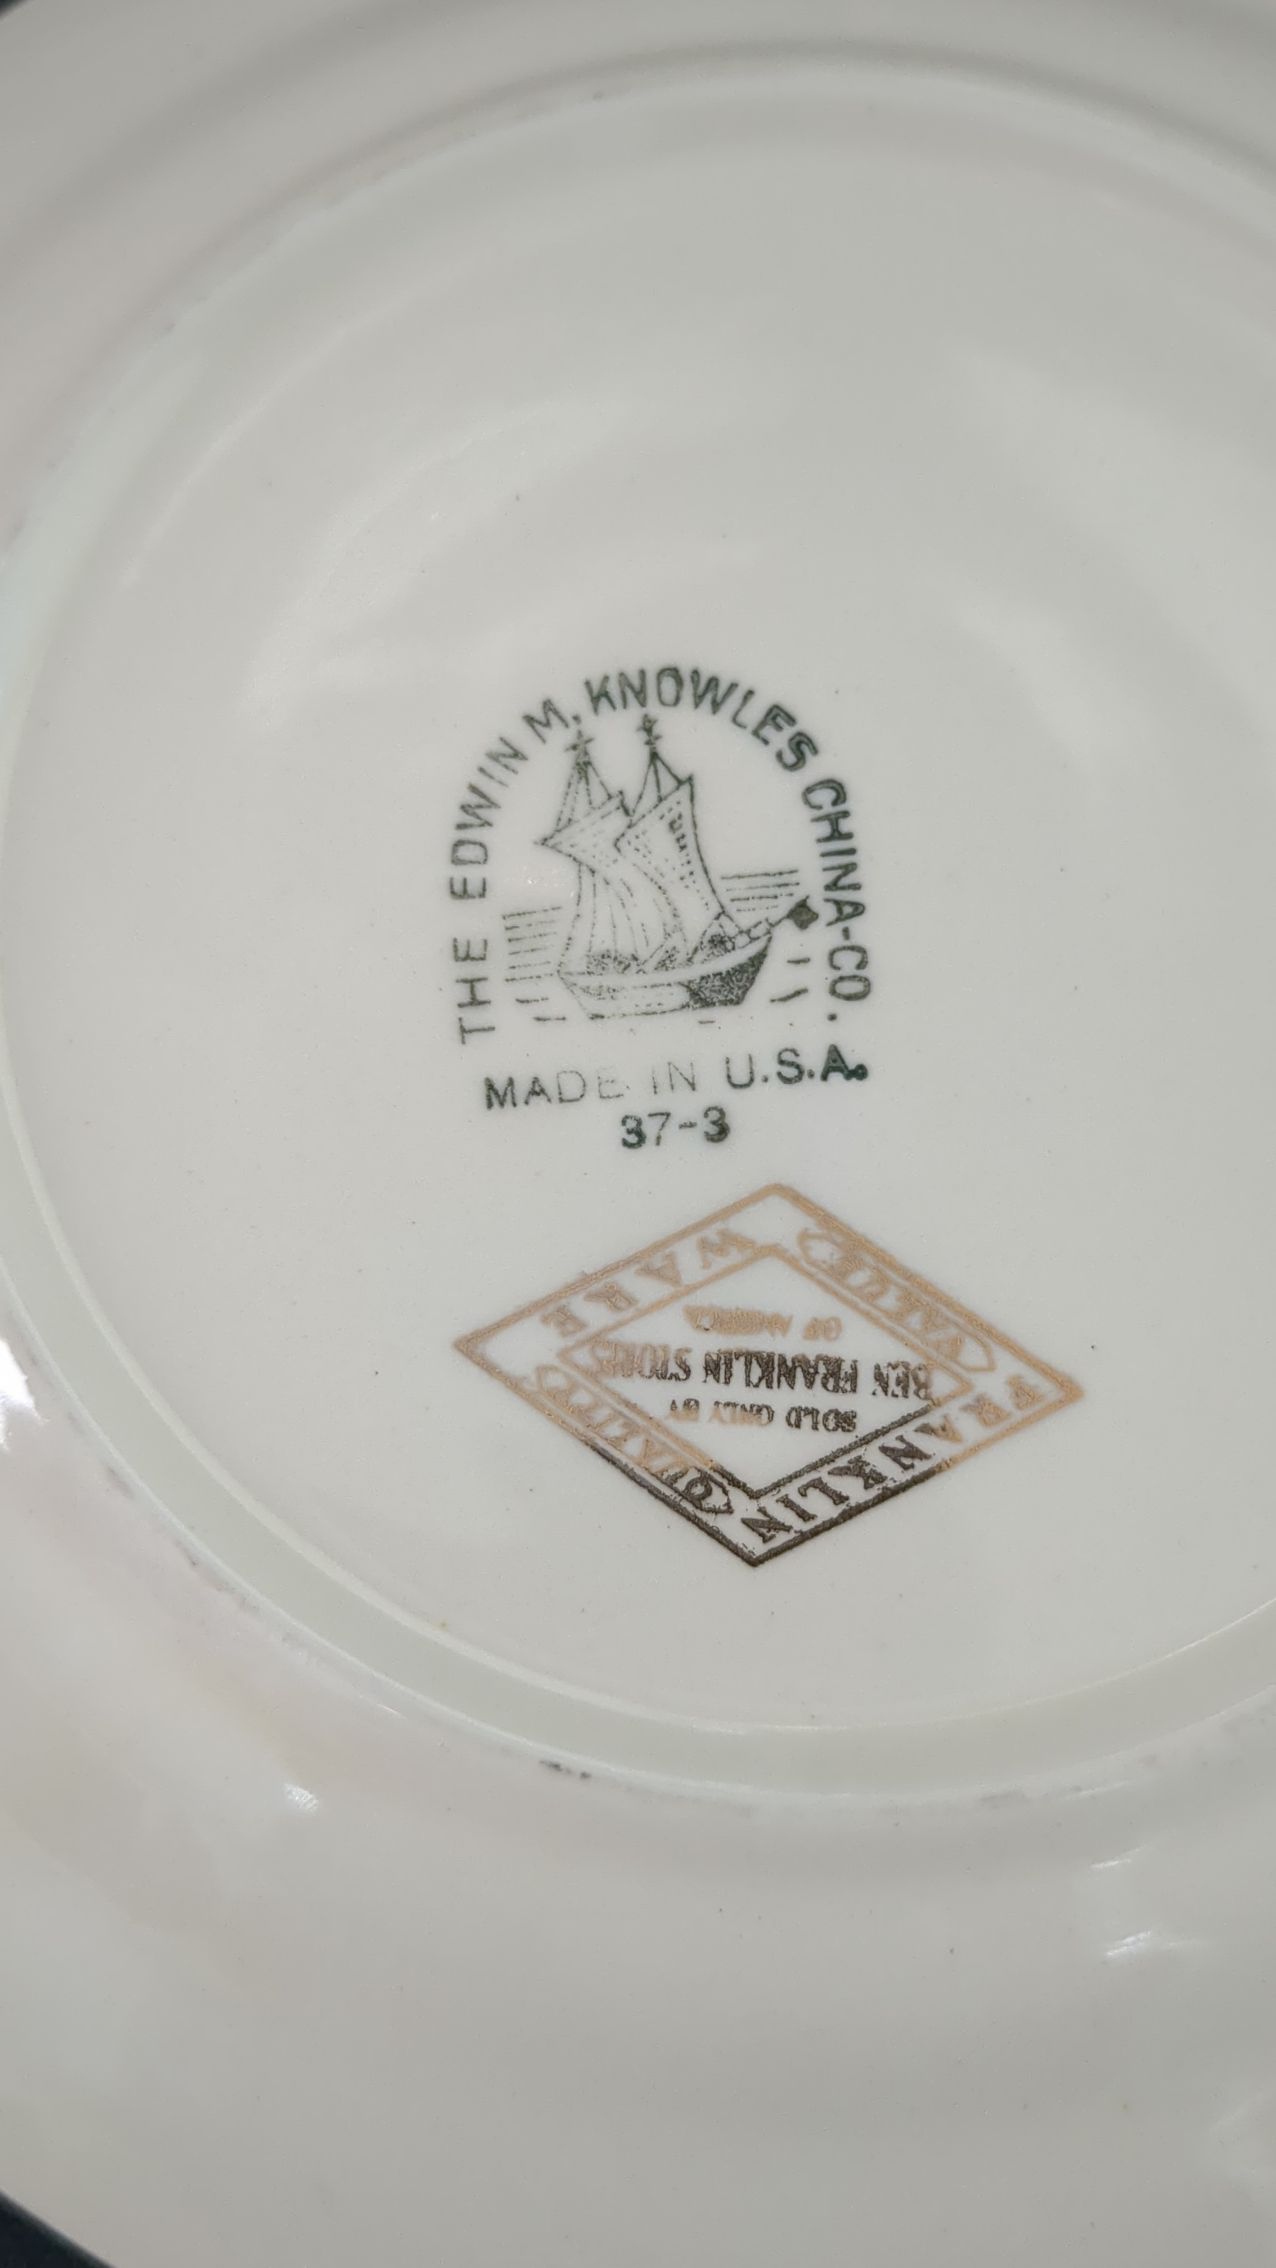 THE EDWIN M. KNOWLES CHINA-CO.
MADE IN U.S.A.
37-3
FRANKLIN WARE
QUALITY VALUE
SOLD ONLY BY
BEN FRANKLIN STORES
OF AMERICA